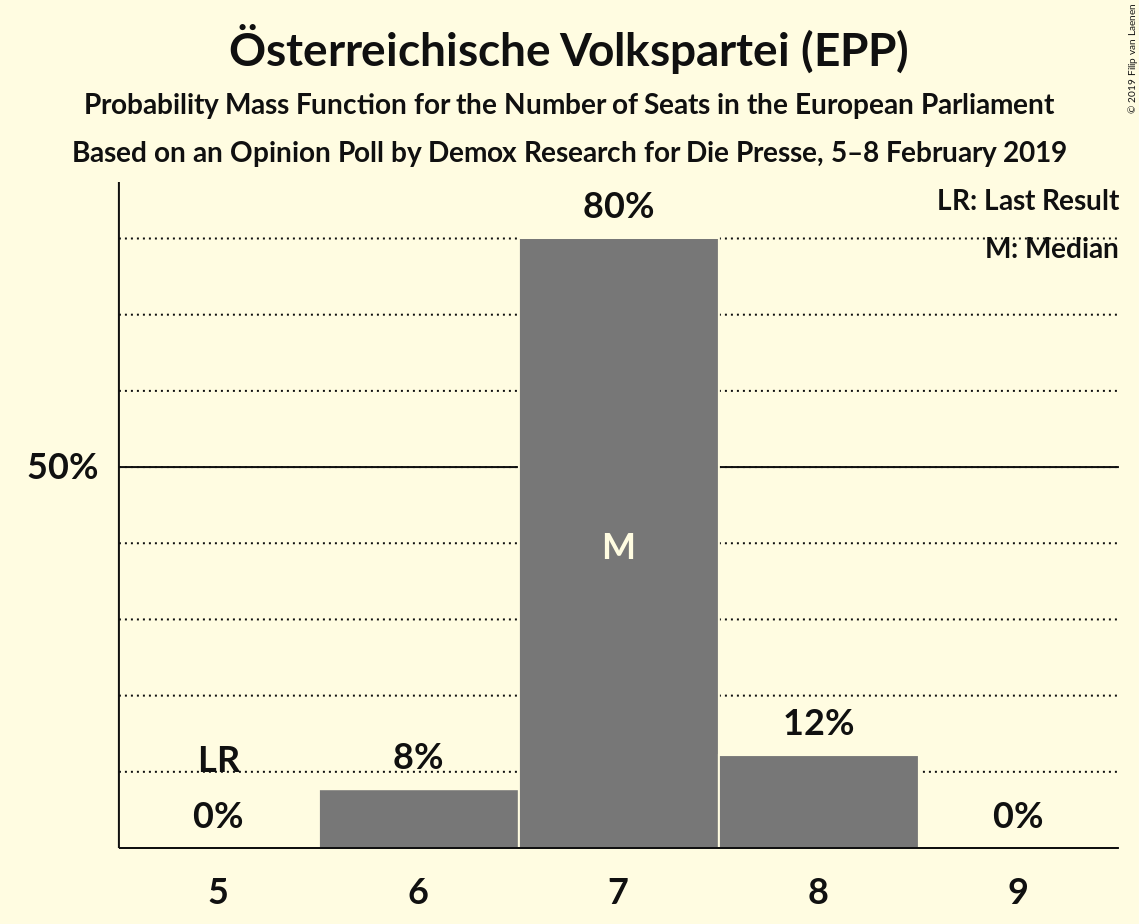 Österreichische Volkspartei (EPP)
Probability Mass Function for the Number of Seats in the European Parliament
Based on an Opinion Poll by Demox Research for Die Presse, 5–8 February 2019
© 2019 Filip van Laenen
LR: Last Result
M: Median
80%
50%
M
12%
LR
8%
0%
0%
5 6 7 8 9